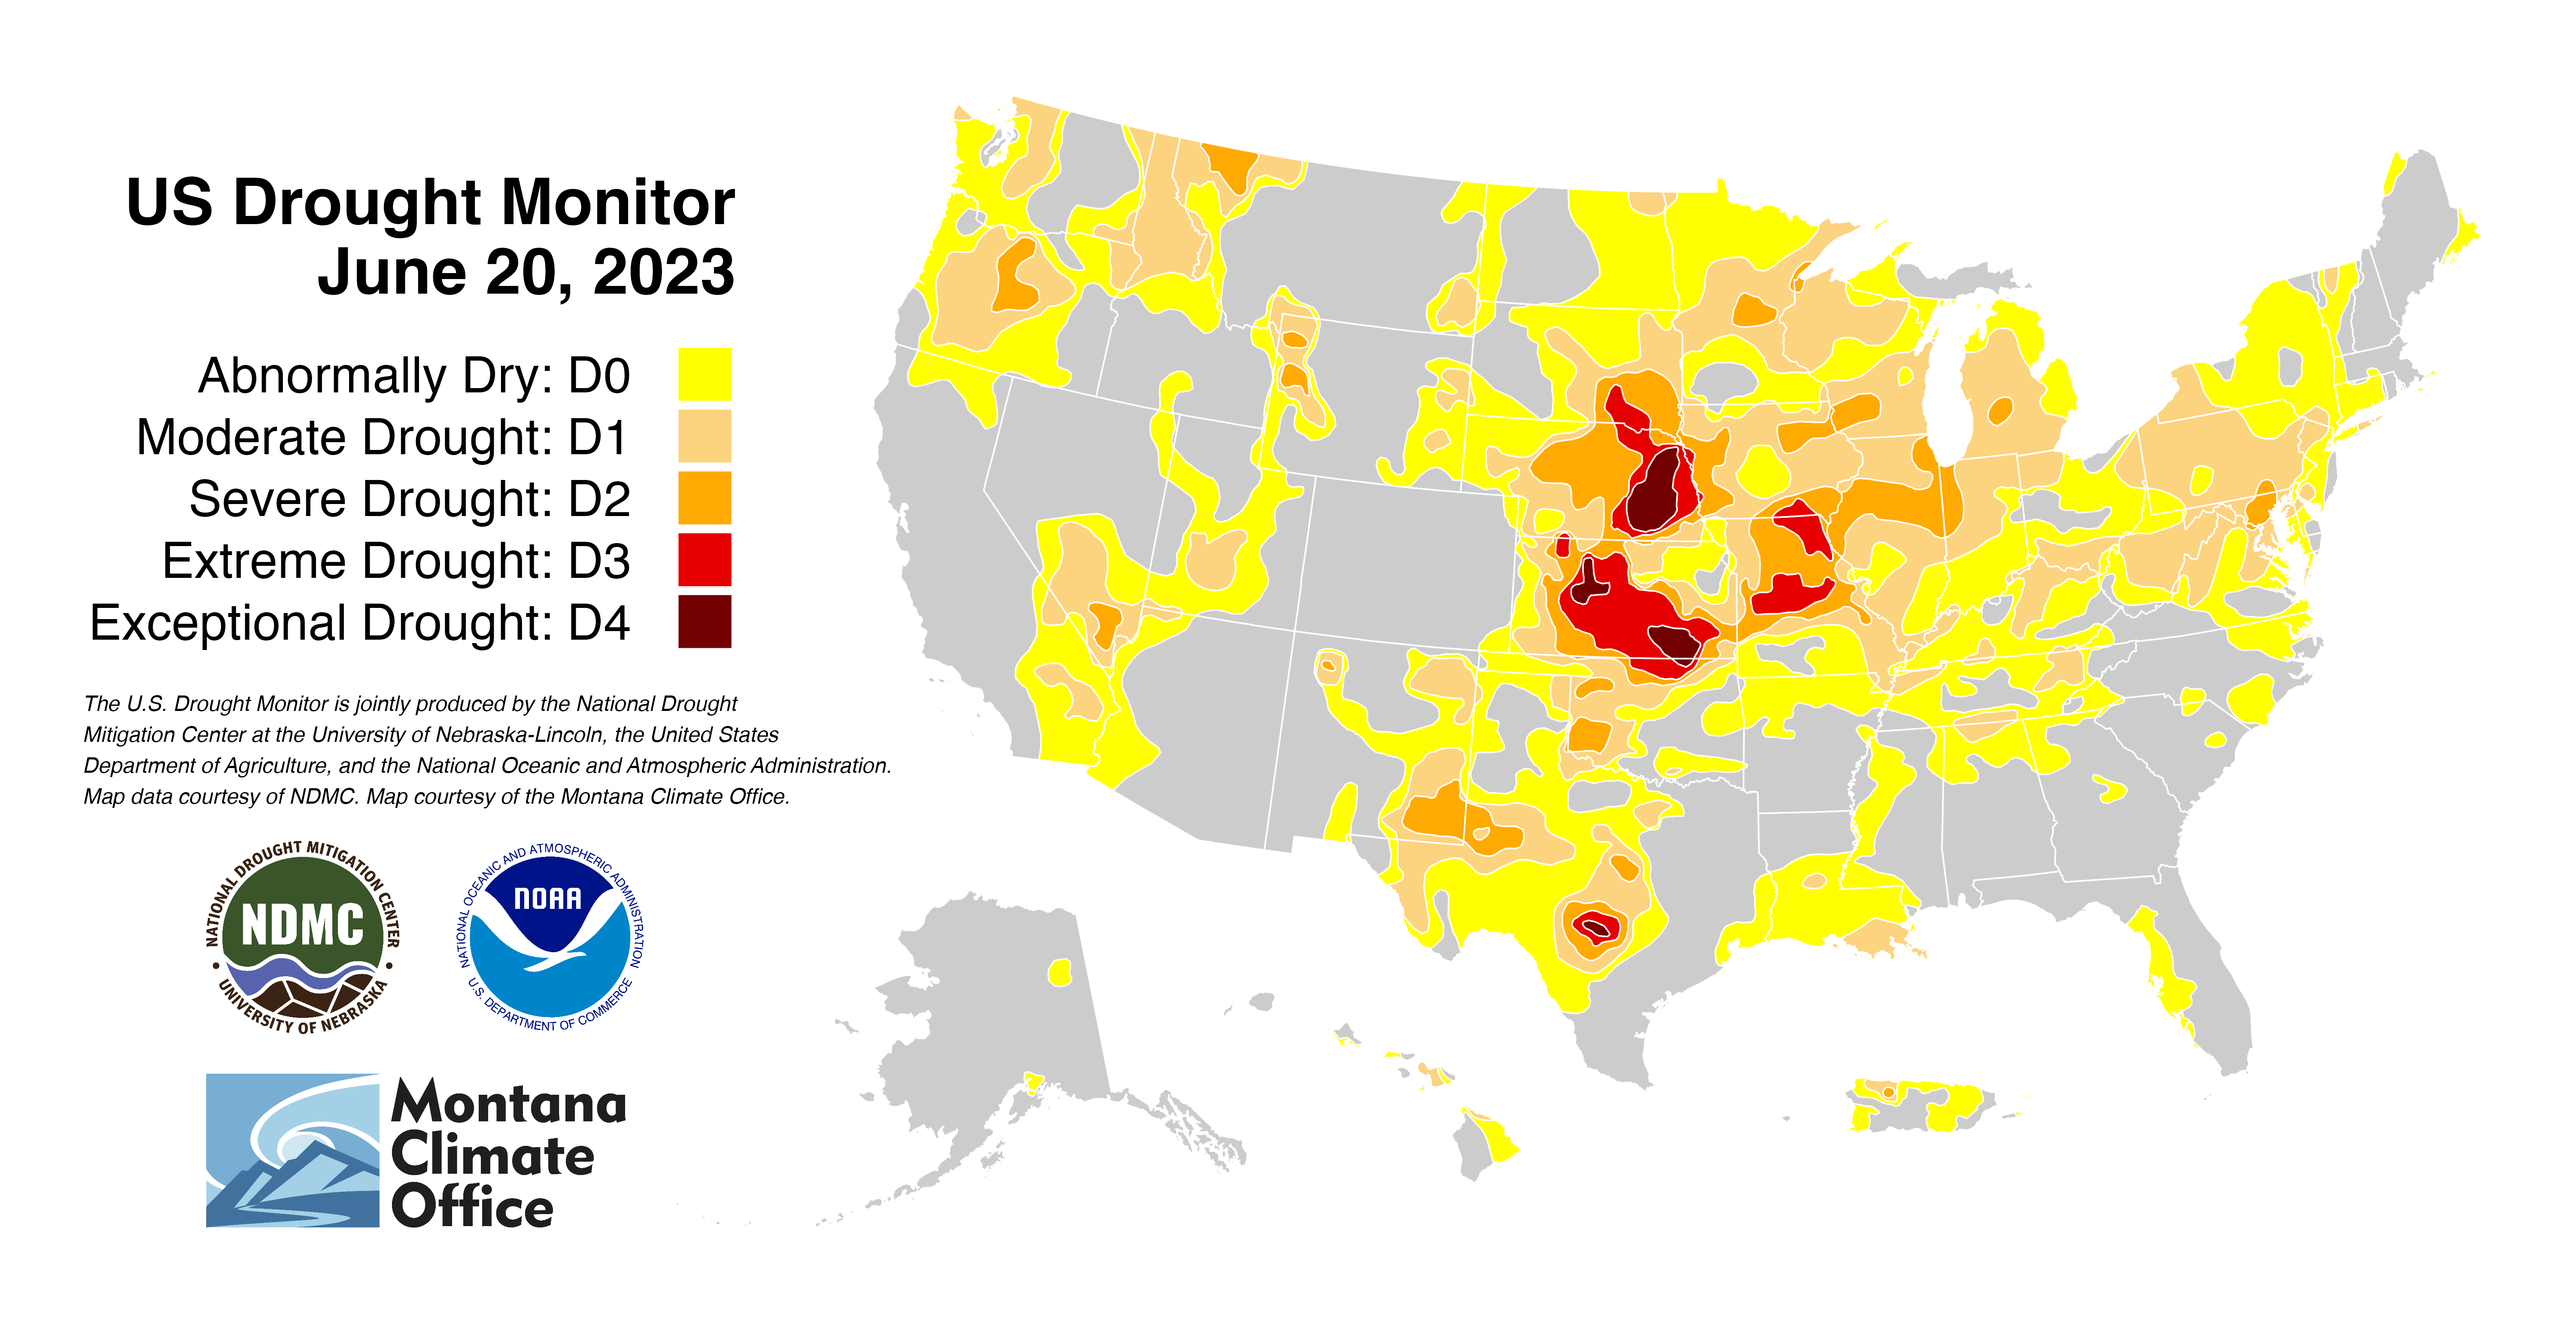 US Drought Monitor
June 20, 2023
Abnormally Dry: D0
Moderate Drought: D1
Severe Drought: D2
Extreme Drought: D3
Exceptional Drought: D4
The U.S. Drought Monitor is jointly produced by the National Drought
Mitigation Center at the University of Nebraska-Lincoln, the United States
Department of Agriculture, and the National Oceanic and Atmospheric Administration.
Map data courtesy of NDMC. Map courtesy of the Montana Climate Office.
NATIONAL DROUGHT MITIGATION CENTER
NDMC
• UNIVERSITY OF NEBRASKA •
NATIONAL OCEANIC AND ATMOSPHERIC ADMINISTRATION
NOAA
U.S. DEPARTMENT OF COMMERCE
Montana
Climate
Office